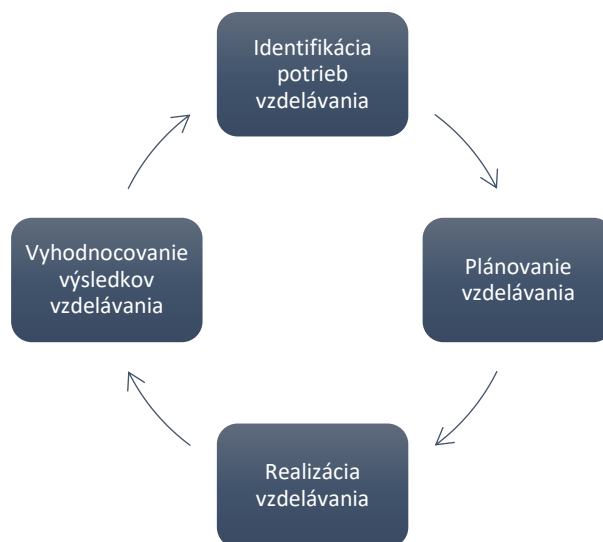 Identifikácia
potrieb
vzdelávania
Plánovanie
vzdelávania
Realizácia
vzdelávania
Vyhodnocovanie
výsledkov
vzdelávania